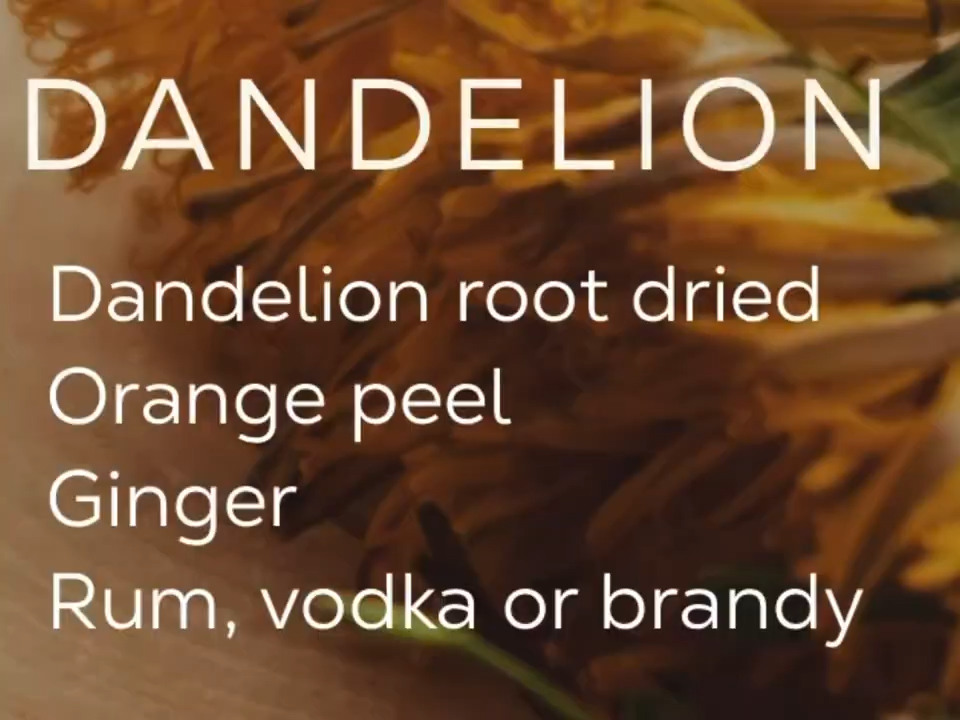 DANDELION
Dandelion root dried
Orange peel
Ginger
Rum, vodka or brandy